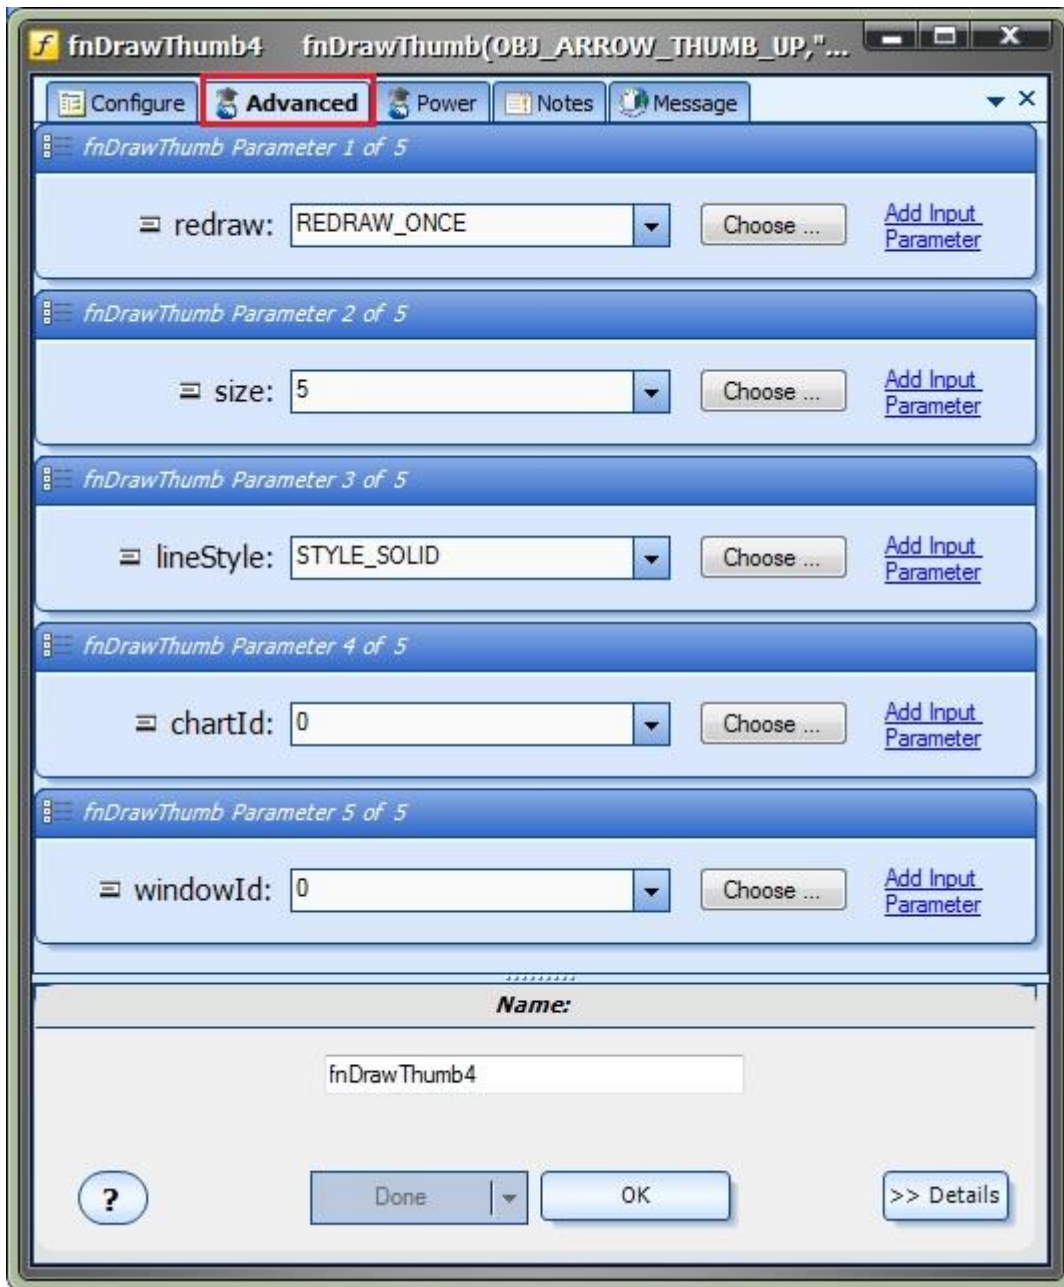 fnDrawThumb4 fnDrawThumb(OBJ_ARROW_THUMB_UP,"...
Configure Advanced Power Notes Message
fnDrawThumb Parameter 1 of 5
redraw: REDRAW_ONCE Choose ... Add Input
Parameter
fnDrawThumb Parameter 2 of 5
size: 5 Choose ... Add Input
Parameter
fnDrawThumb Parameter 3 of 5
lineStyle: STYLE_SOLID Choose ... Add Input
Parameter
fnDrawThumb Parameter 4 of 5
chartId: 0 Choose ... Add Input
Parameter
fnDrawThumb Parameter 5 of 5
windowId: 0 Choose ... Add Input
Parameter
Name:
fnDrawThumb4
? Done OK >> Details